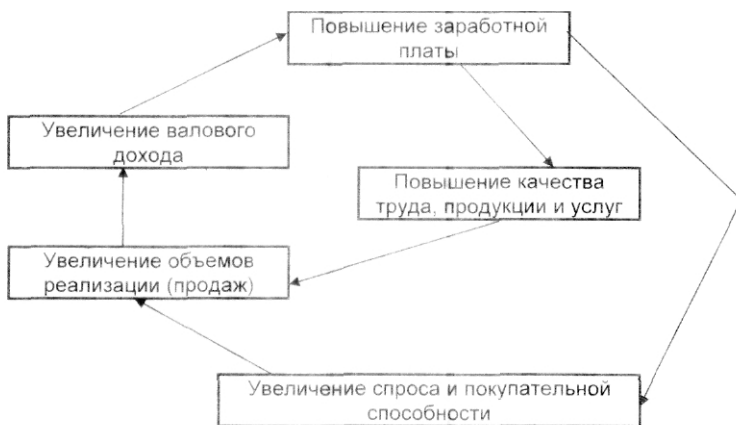 Повышение заработной
платы
Увеличение валового
дохода
Повышение качества
труда, продукции и услуг
Увеличение объемов
реализации (продаж)
Увеличение спроса и покупательной
способности